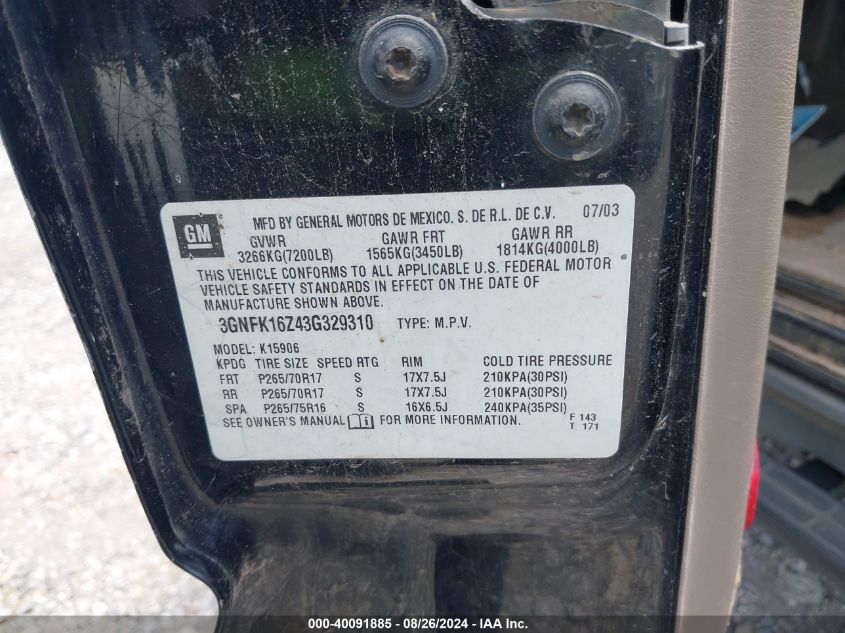 GM
MFD BY GENERAL MOTORS DE MEXICO, S. DE R.L. DE C.V. 07/03
GVWR GAWR FRT GAWR RR
3266KG(7200LB) 1565KG(3450LB) 1814KG(4000LB)
THIS VEHICLE CONFORMS TO ALL APPLICABLE U.S. FEDERAL MOTOR
VEHICLE SAFETY STANDARDS IN EFFECT ON THE DATE OF
MANUFACTURE SHOWN ABOVE.
3GNFK16Z43G329310 TYPE: M.P.V.
MODEL: K15906
KPDG TIRE SIZE SPEED RTG RIM COLD TIRE PRESSURE
FRT P265/70R17 S 17X7.5J 210KPA(30PSI)
RR P265/70R17 S 17X7.5J 210KPA(30PSI)
SPA P265/75R16 S 16X6.5J 240KPA(35PSI)
SEE OWNER'S MANUAL FOR MORE INFORMATION. F 143
T 171
000-40091885 - 08/26/2024 - IAA Inc.